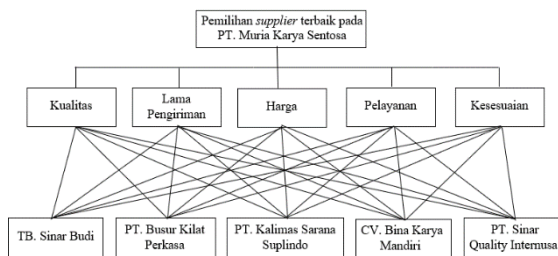 Pemilihan supplier terbaik pada
PT. Muria Karya Sentosa
Kualitas
Lama
Pengiriman
Harga
Pelayanan
Kesesuaian
TB. Sinar Budi
PT. Busur Kilat
Perkasa
PT. Kalimas Sarana
Suplindo
CV. Bina Karya
Mandiri
PT. Sinar
Quality Internusa